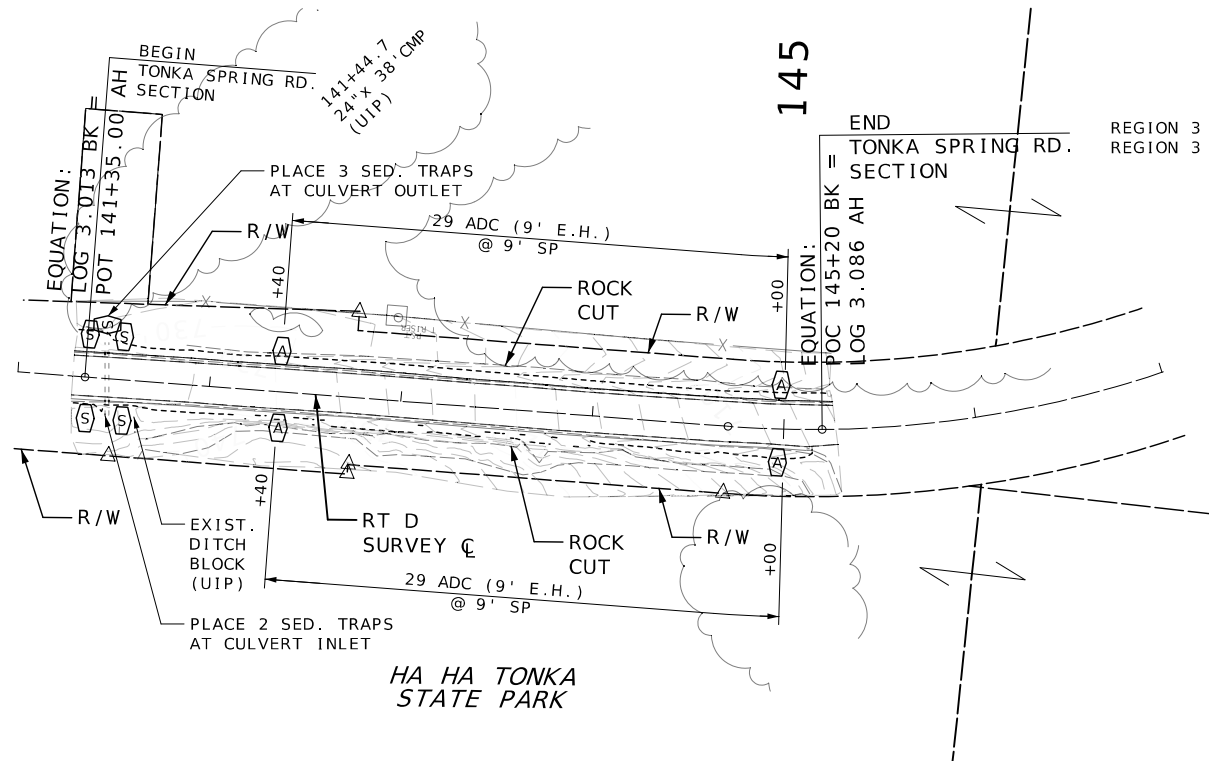 BEGIN
TONKA SPRING RD.
SECTION
141+44.7
24"x 38'CMP
(UIP)
145
END
TONKA SPRING RD.
SECTION
REGION 3
REGION 3
EQUATION:
LOG 3.013 BK =
POT 141+35.00 AH
PLACE 3 SED. TRAPS
AT CULVERT OUTLET
R/W
29 ADC (9' E.H.)
@ 9' SP
+40
+00
EQUATION:
POC 145+20 BK =
LOG 3.086 AH
ROCK
CUT
R/W
X
X
X
S
S
S
A
A
S
S
A
A
R/W
EXIST.
DITCH
BLOCK
(UIP)
+40
RT D
SURVEY ℄
ROCK
CUT
R/W
+00
29 ADC (9' E.H.)
@ 9' SP
PLACE 2 SED. TRAPS
AT CULVERT INLET
HA HA TONKA
STATE PARK